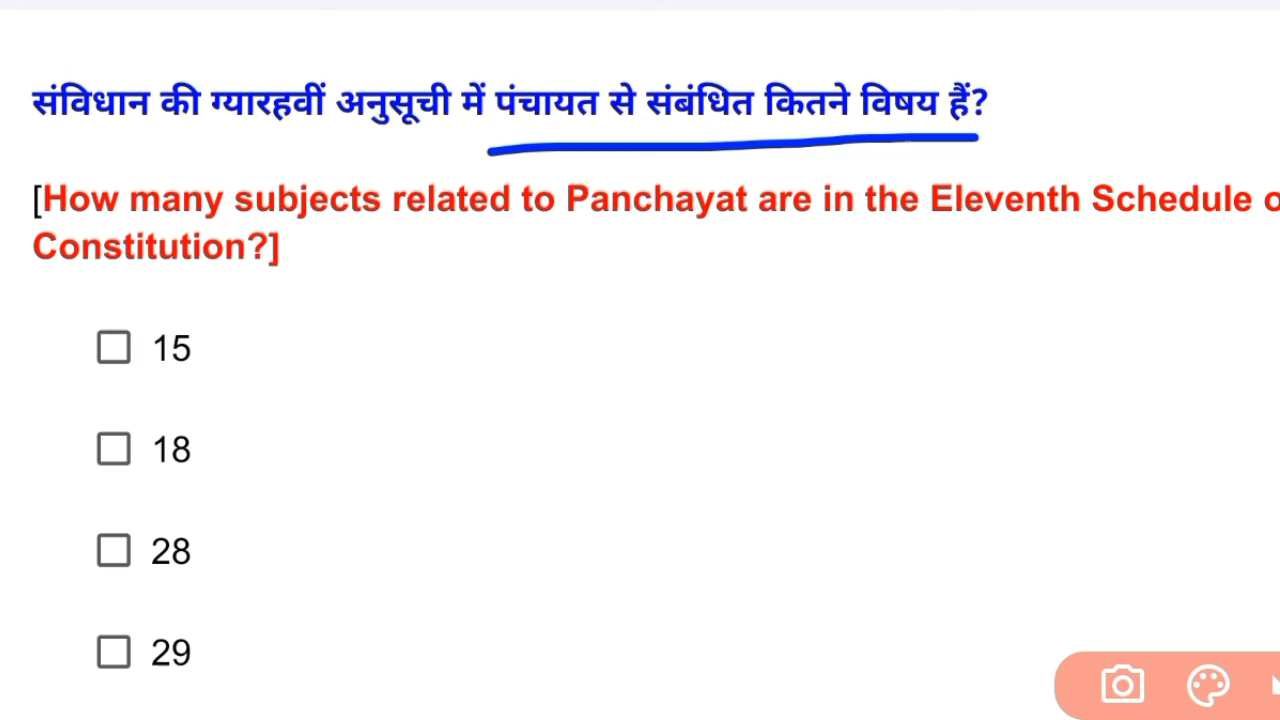 संविधान की ग्यारहवीं अनुसूची में पंचायत से संबंधित कितने विषय हैं?
[How many subjects related to Panchayat are in the Eleventh Schedule
Constitution?]
15
18
28
29